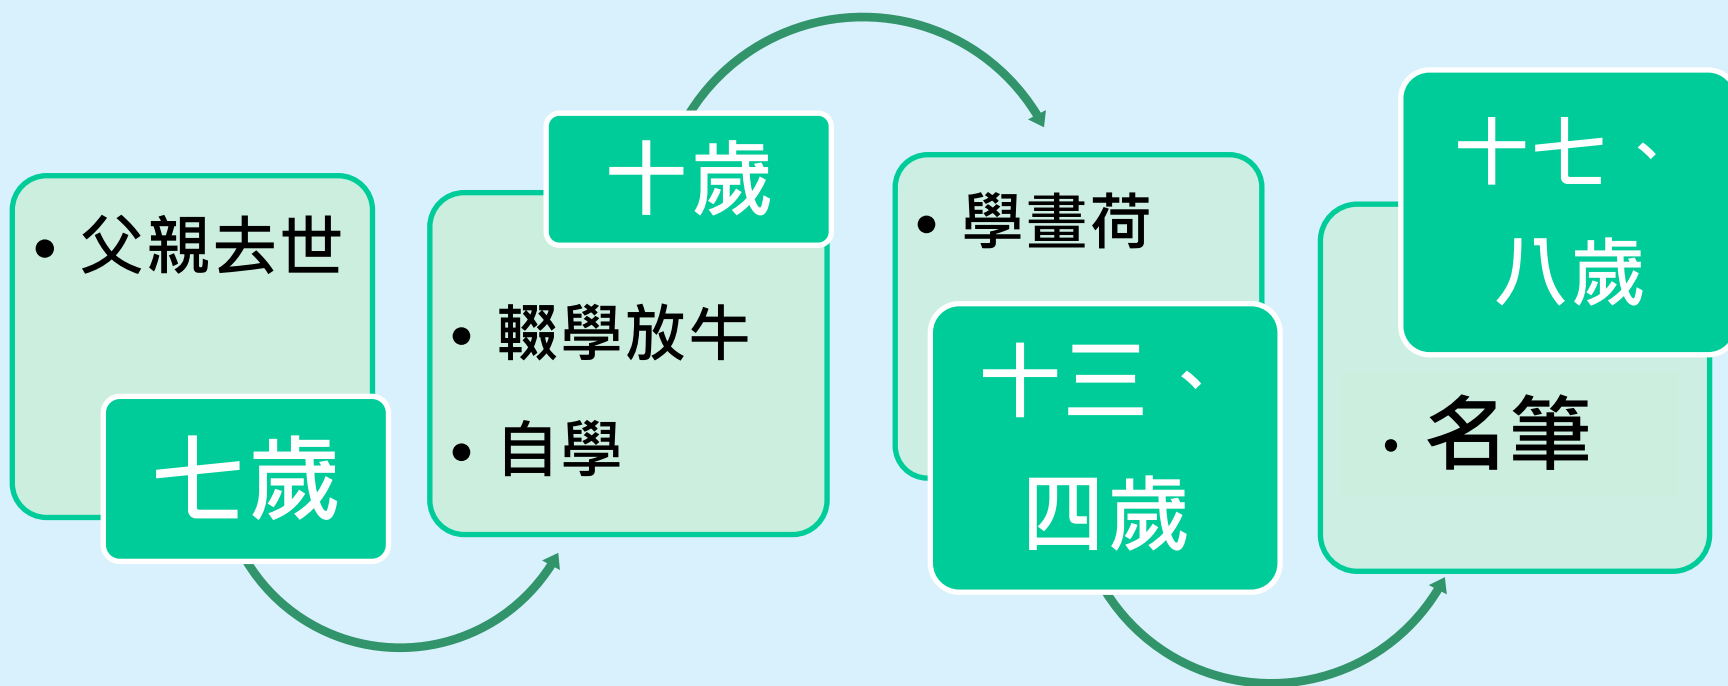 • 父親去世
七歲
十歲
• 輟學放牛
• 自學
• 學畫荷
十三、
四歲
十七、
八歲
• 名筆